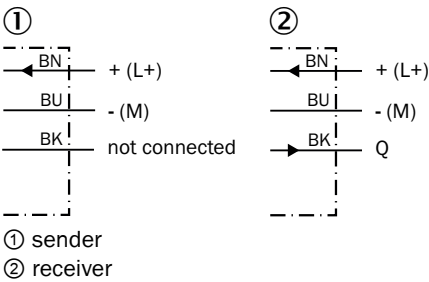 ① ②
BN + (L+) BN + (L+)
BU - (M) BU - (M)
BK not connected BK Q
① sender
② receiver